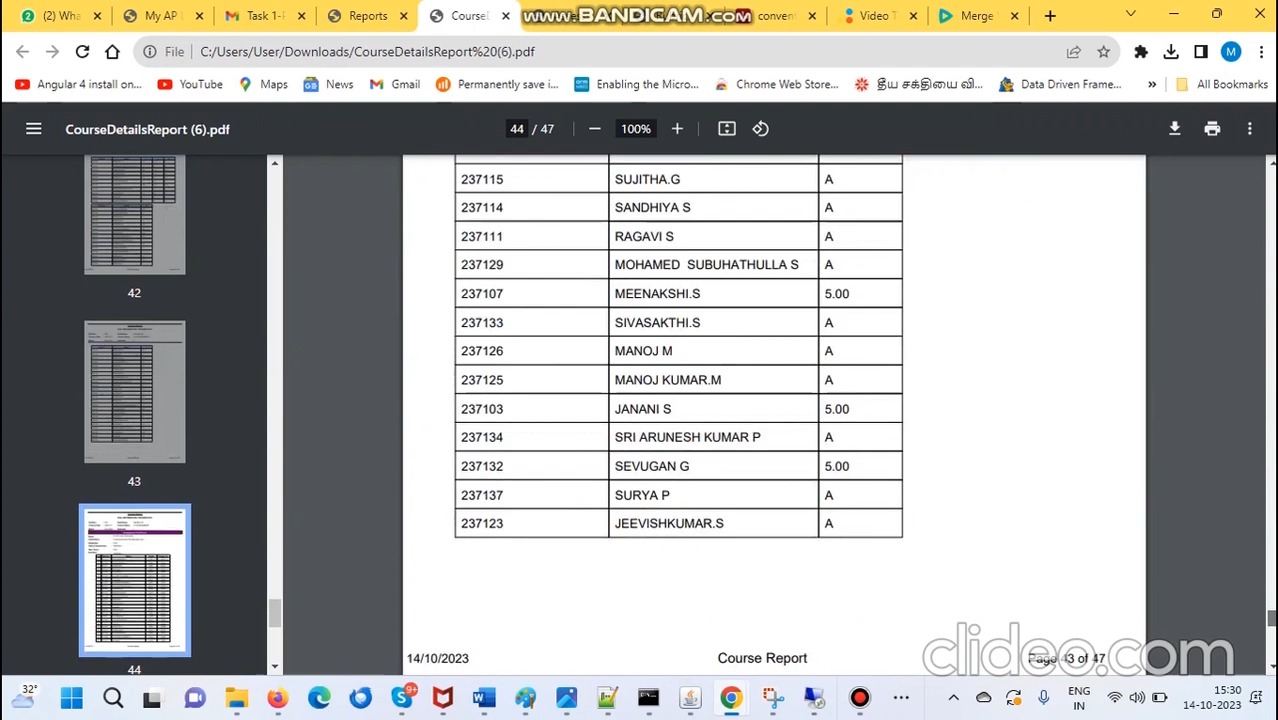 www.BANDICAM.com
Wha
My AP L
Task 1-
Reports
Course
convent
Video T
Merge
File C:/Users/User/Downloads/CourseDetailsReport%20(6).pdf
M
Angular 4 install on... YouTube Maps News Gmail Permanently save i... Enabling the Micro... Chrome Web Store... தீய சக்தியை வி... Data Driven Frame... » All Bookmarks
CourseDetailsReport (6).pdf 44 / 47 100%
237115 SUJITHA.G A
237114 SANDHIYA S A
237111 RAGAVI S A
237129 MOHAMED SUBUHATHULLA S A
237107 MEENAKSHI.S 5.00
237133 SIVASAKTHI.S A
237126 MANOJ M A
237125 MANOJ KUMAR.M A
237103 JANANI S 5.00
237134 SRI ARUNESH KUMAR P A
237132 SEVUGAN G 5.00
237137 SURYA P A
237123 JEEVISHKUMAR.S A
42
43
44
14/10/2023 Course Report Page 43 of 47
clideo.com
32° ENG 15:30
IN 14-10-2023